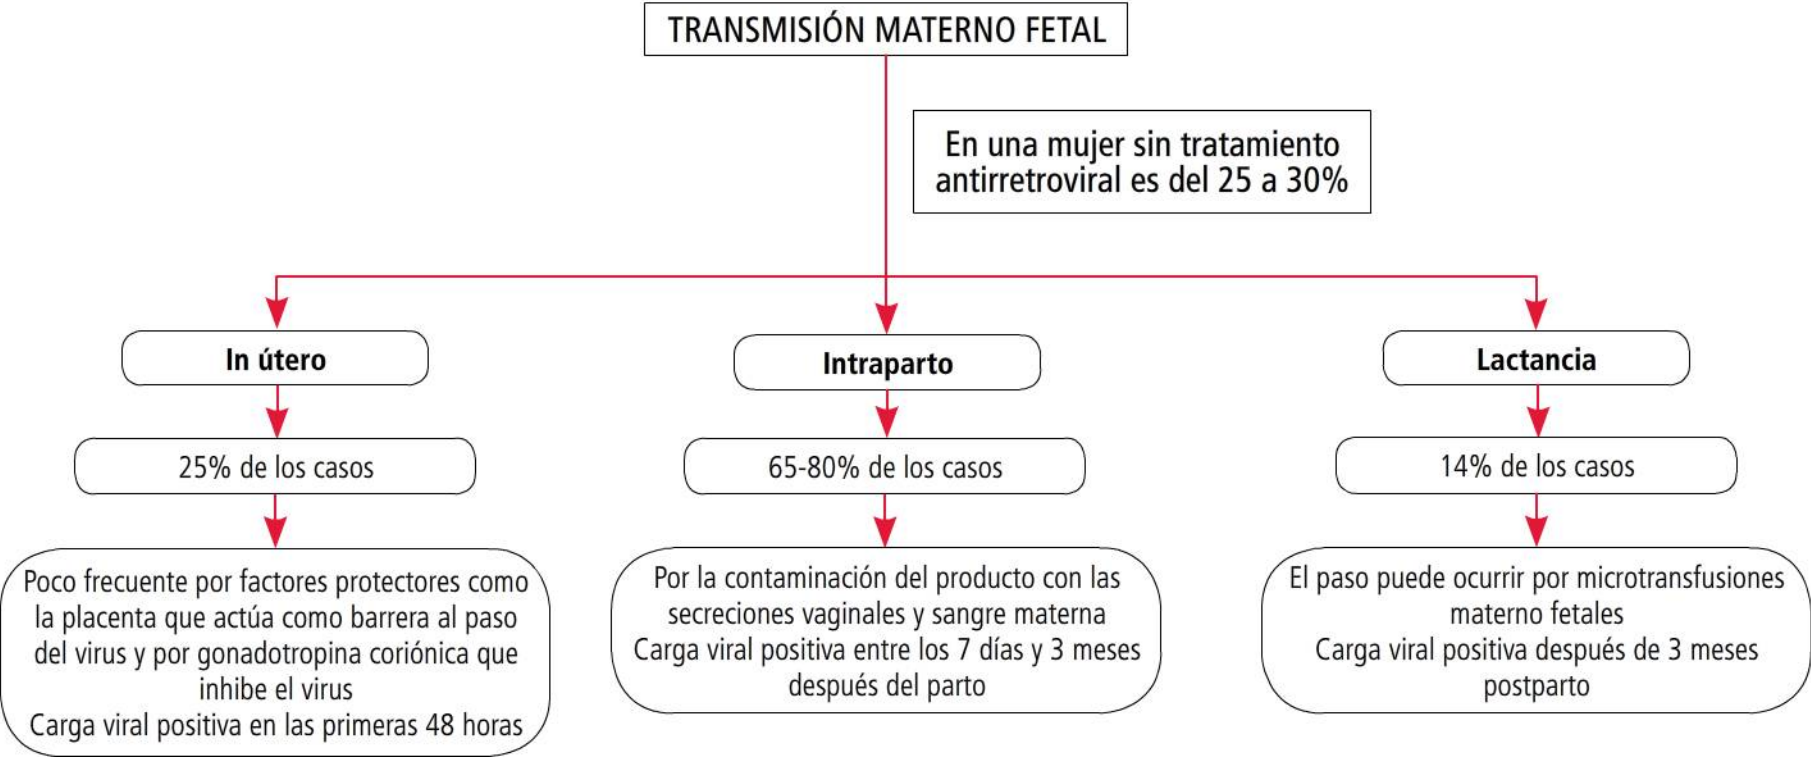 TRANSMISIÓN MATERNO FETAL
En una mujer sin tratamiento
antirretroviral es del 25 a 30%
In útero
25% de los casos
Poco frecuente por factores protectores como
la placenta que actúa como barrera al paso
del virus y por gonadotropina coriónica que
inhibe el virus
Carga viral positiva en las primeras 48 horas
Intraparto
65-80% de los casos
Por la contaminación del producto con las
secreciones vaginales y sangre materna
Carga viral positiva entre los 7 días y 3 meses
después del parto
Lactancia
14% de los casos
El paso puede ocurrir por microtransfusiones
materno fetales
Carga viral positiva después de 3 meses
postparto